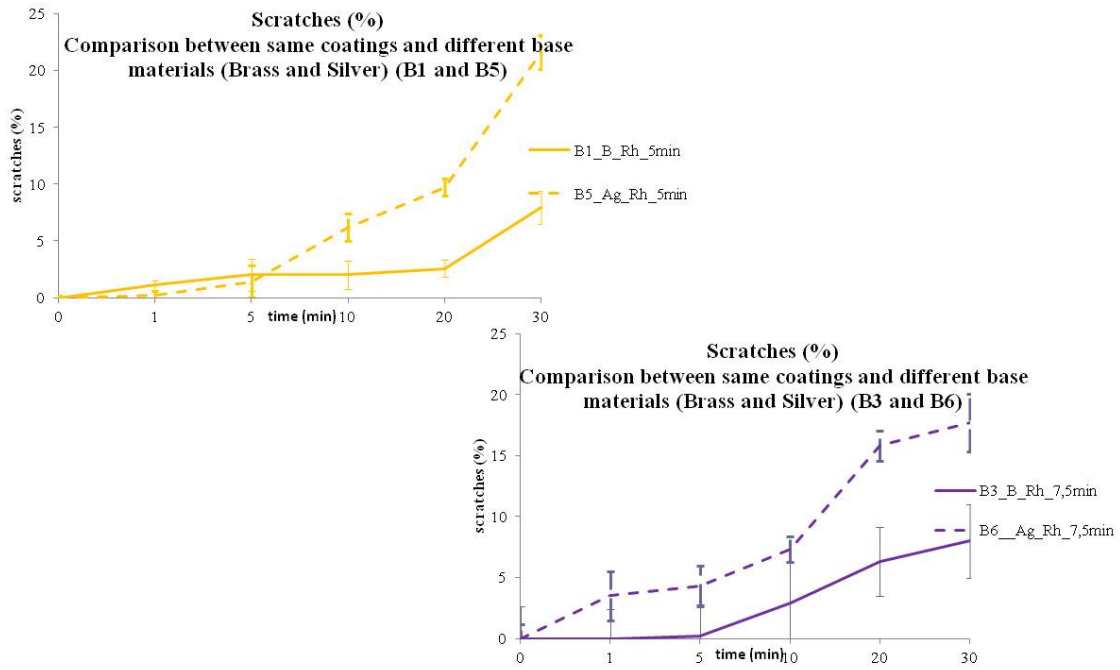 Scratches (%)
Comparison between same coatings and different base
materials (Brass and Silver) (B1 and B5)
25
20
15
10
5
0
scratches (%)
B1_B_Rh_5min
B5_Ag_Rh_5min
0 1 5 10 20 30
time (min)
Scratches (%)
Comparison between same coatings and different base
materials (Brass and Silver) (B3 and B6)
25
20
15
10
5
0
scratches (%)
B3_B_Rh_7,5min
B6__Ag_Rh_7,5min
0 1 5 10 20 30
time (min)